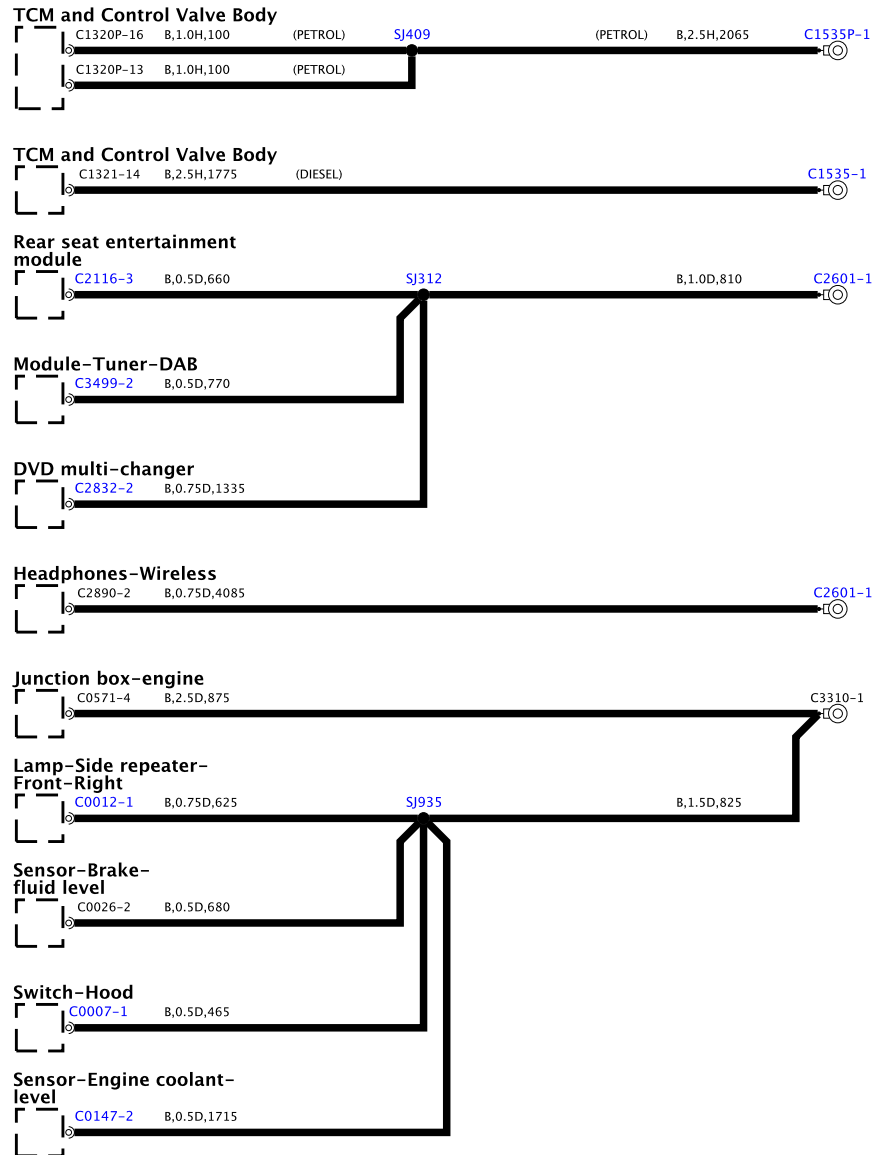 TCM and Control Valve Body
C1320P-16 B,1.0H,100 (PETROL) SJ409 (PETROL) B,2.5H,2065 C1535P-1
C1320P-13 B,1.0H,100 (PETROL)
TCM and Control Valve Body
C1321-14 B,2.5H,1775 (DIESEL) C1535-1
Rear seat entertainment
module
C2116-3 B,0.5D,660 SJ312 B,1.0D,810 C2601-1
Module-Tuner-DAB
C3499-2 B,0.5D,770
DVD multi-changer
C2832-2 B,0.75D,1335
Headphones-Wireless
C2890-2 B,0.75D,4085 C2601-1
Junction box-engine
C0571-4 B,2.5D,875 C3310-1
Lamp-Side repeater-
Front-Right
C0012-1 B,0.75D,625 SJ935 B,1.5D,825
Sensor-Brake-
fluid level
C0026-2 B,0.5D,680
Switch-Hood
C0007-1 B,0.5D,465
Sensor-Engine coolant-
level
C0147-2 B,0.5D,1715